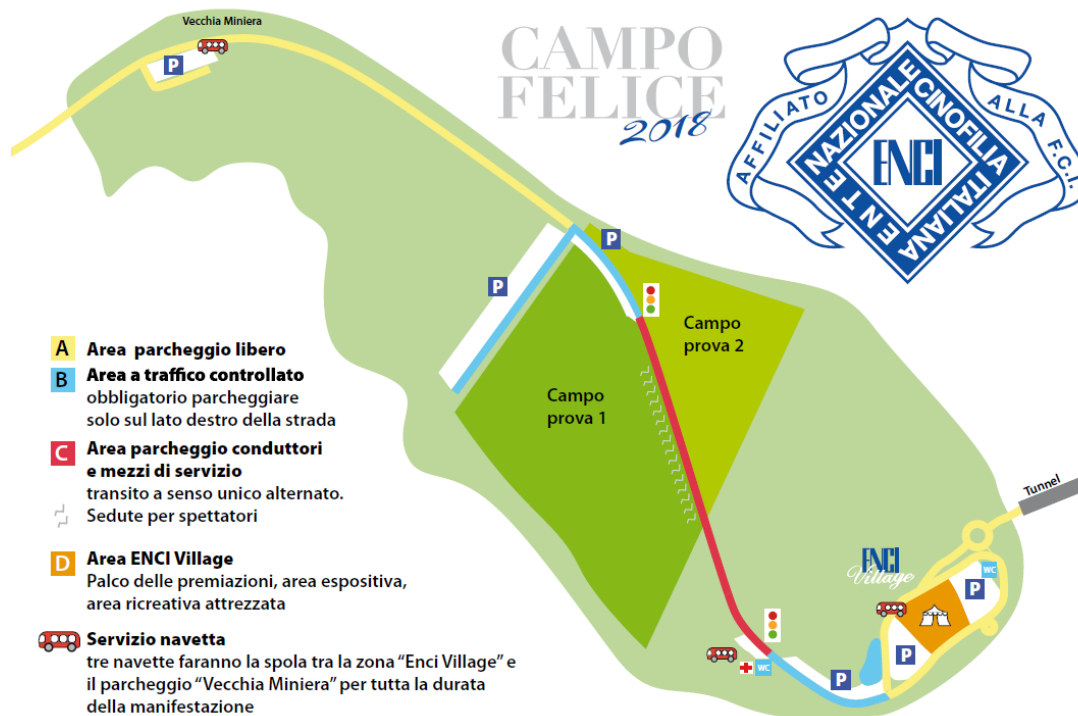 Vecchia Miniera
P
CAMPO
FELICE
2018
AFFILIATO
ALLA F.C.I.
ENTE NAZIONALE
CINOFILIA ITALIANA
ENCI
P
P
Campo
prova 2
Campo
prova 1
A Area parcheggio libero
B Area a traffico controllato
obbligatorio parcheggiare
solo sul lato destro della strada
C Area parcheggio conduttori
e mezzi di servizio
transito a senso unico alternato.
Sedute per spettatori
D Area ENCI Village
Palco delle premiazioni, area espositiva,
area ricreativa attrezzata
Servizio navetta
tre navette faranno la spola tra la zona “Enci Village” e
il parcheggio “Vecchia Miniera” per tutta la durata
della manifestazione
Tunnel
ENCI
Village
WC
P
P
WC
P